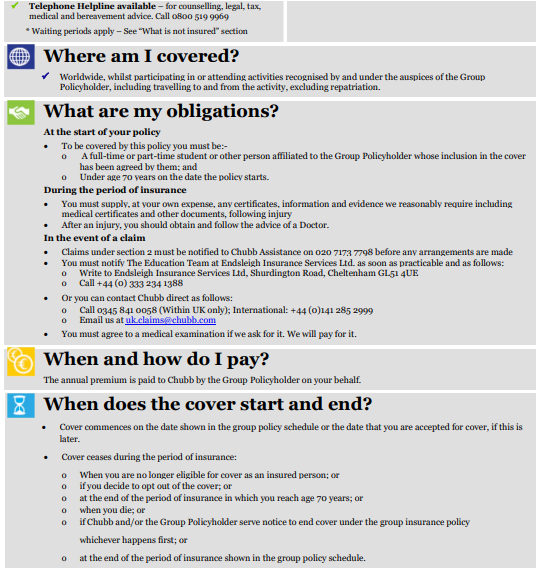 ✓ Telephone Helpline available – for counselling, legal, tax,
medical and bereavement advice. Call 0800 519 9969
* Waiting periods apply – See "What is not insured" section
Where am I covered?
✔ Worldwide, whilst participating in or attending activities recognised by and under the auspices of the Group
Policyholder, including travelling to and from the activity, excluding repatriation.
What are my obligations?
At the start of your policy
• To be covered by this policy you must be:-
o A full-time or part-time student or other person affiliated to the Group Policyholder whose inclusion in the cover
has been agreed by them; and
o Under age 70 years on the date the policy starts.
During the period of insurance
• You must supply, at your own expense, any certificates, information and evidence we reasonably require including
medical certificates and other documents, following injury
• After an injury, you should obtain and follow the advice of a Doctor.
In the event of a claim
• Claims under section 2 must be notified to Chubb Assistance on 020 7173 7798 before any arrangements are made
• You must notify The Education Team at Endsleigh Insurance Services Ltd. as soon as practicable and as follows:
o Write to Endsleigh Insurance Services Ltd, Shurdington Road, Cheltenham GL51 4UE
o Call +44 (0) 333 234 1388
• Or you can contact Chubb direct as follows:
o Call 0345 841 0058 (Within UK only); International: +44 (0)141 285 2999
o Email us at uk.claims@chubb.com
• You must agree to a medical examination if we ask for it. We will pay for it.
When and how do I pay?
The annual premium is paid to Chubb by the Group Policyholder on your behalf.
When does the cover start and end?
• Cover commences on the date shown in the group policy schedule or the date that you are accepted for cover, if this is
later.
• Cover ceases during the period of insurance:
o When you are no longer eligible for cover as an insured person; or
o if you decide to opt out of the cover; or
o at the end of the period of insurance in which you reach age 70 years; or
o when you die; or
o if Chubb and/or the Group Policyholder serve notice to end cover under the group insurance policy
whichever happens first; or
o at the end of the period of insurance shown in the group policy schedule.